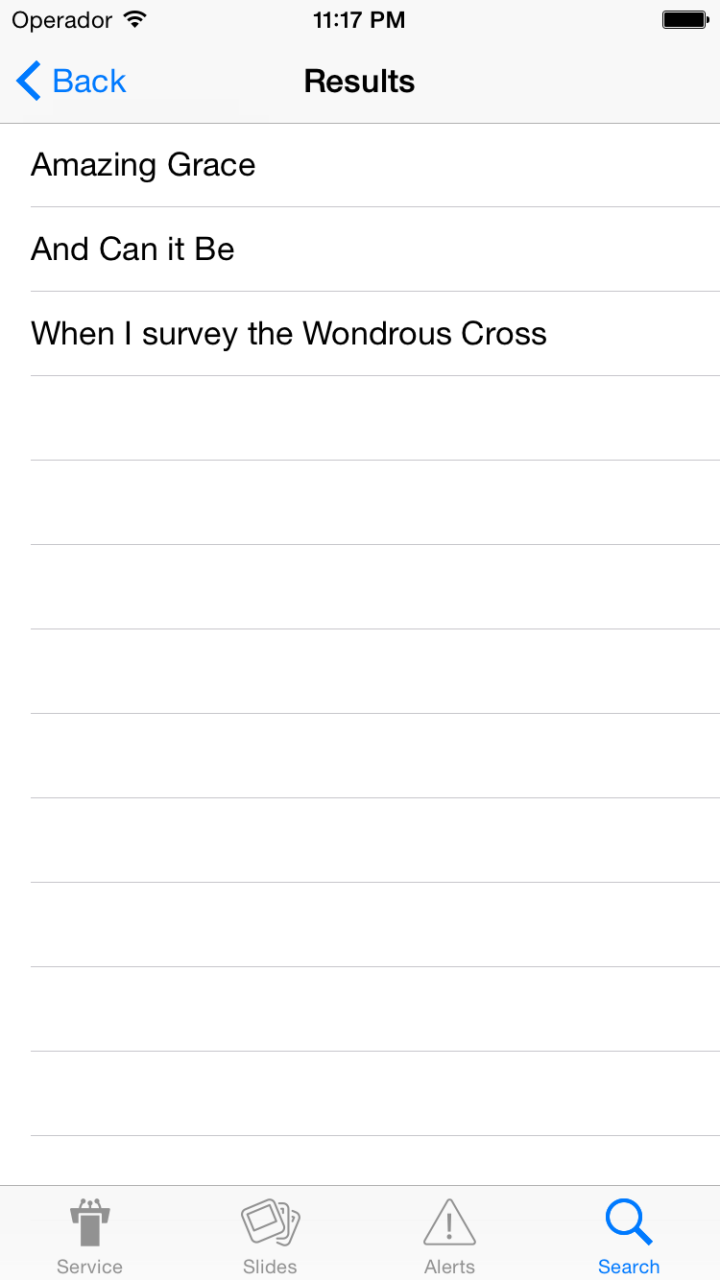 Operador 11:17 PM
Back Results
Amazing Grace
And Can it Be
When I survey the Wondrous Cross
Service Slides Alerts Search